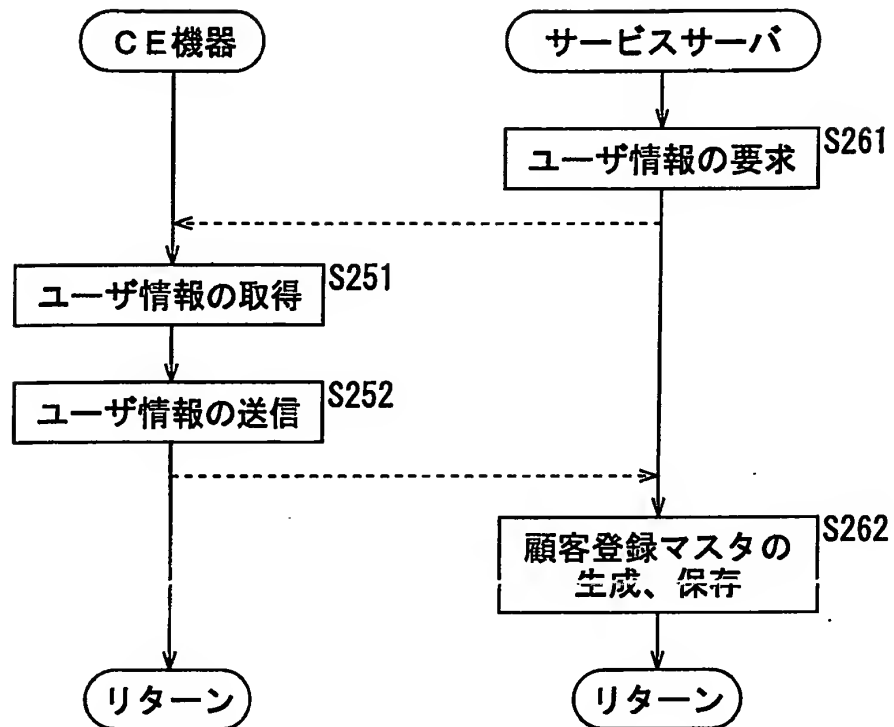 CE機器
サービスサーバ
ユーザ情報の要求
S261
ユーザ情報の取得
S251
ユーザ情報の送信
S252
顧客登録マスタの
生成、保存
S262
リターン
リターン